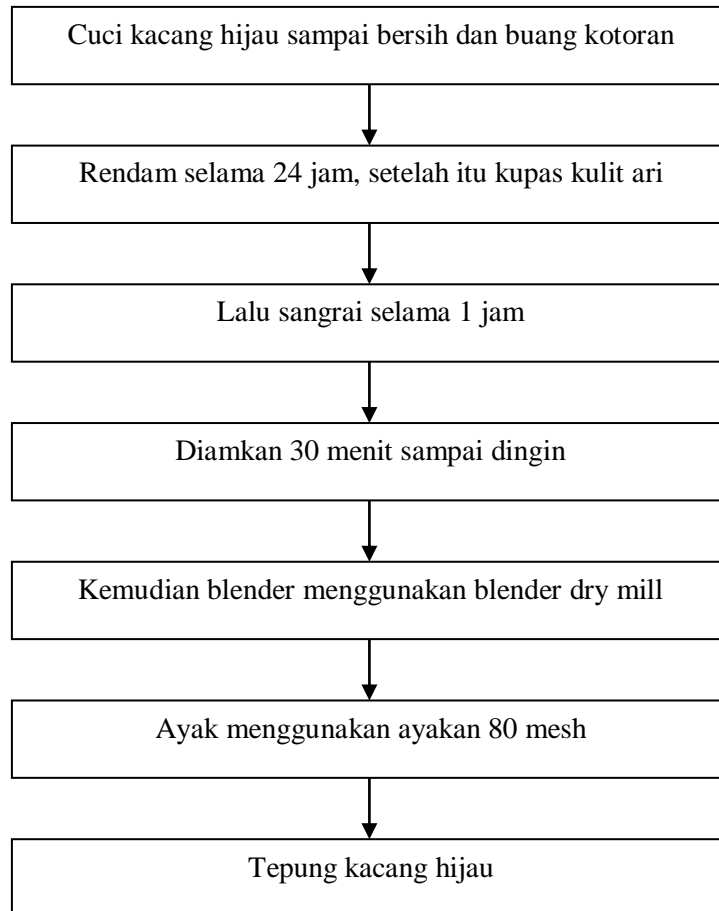 Cuci kacang hijau sampai bersih dan buang kotoran
Rendam selama 24 jam, setelah itu kupas kulit ari
Lalu sangrai selama 1 jam
Diamkan 30 menit sampai dingin
Kemudian blender menggunakan blender dry mill
Ayak menggunakan ayakan 80 mesh
Tepung kacang hijau